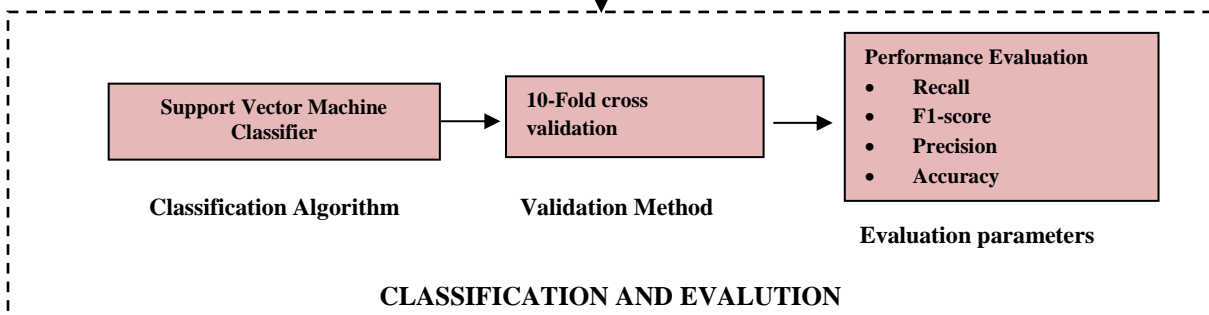 Support Vector Machine
Classifier
Classification Algorithm
10-Fold cross
validation
Validation Method
Performance Evaluation
• Recall
• F1-score
• Precision
• Accuracy
Evaluation parameters
CLASSIFICATION AND EVALUTION